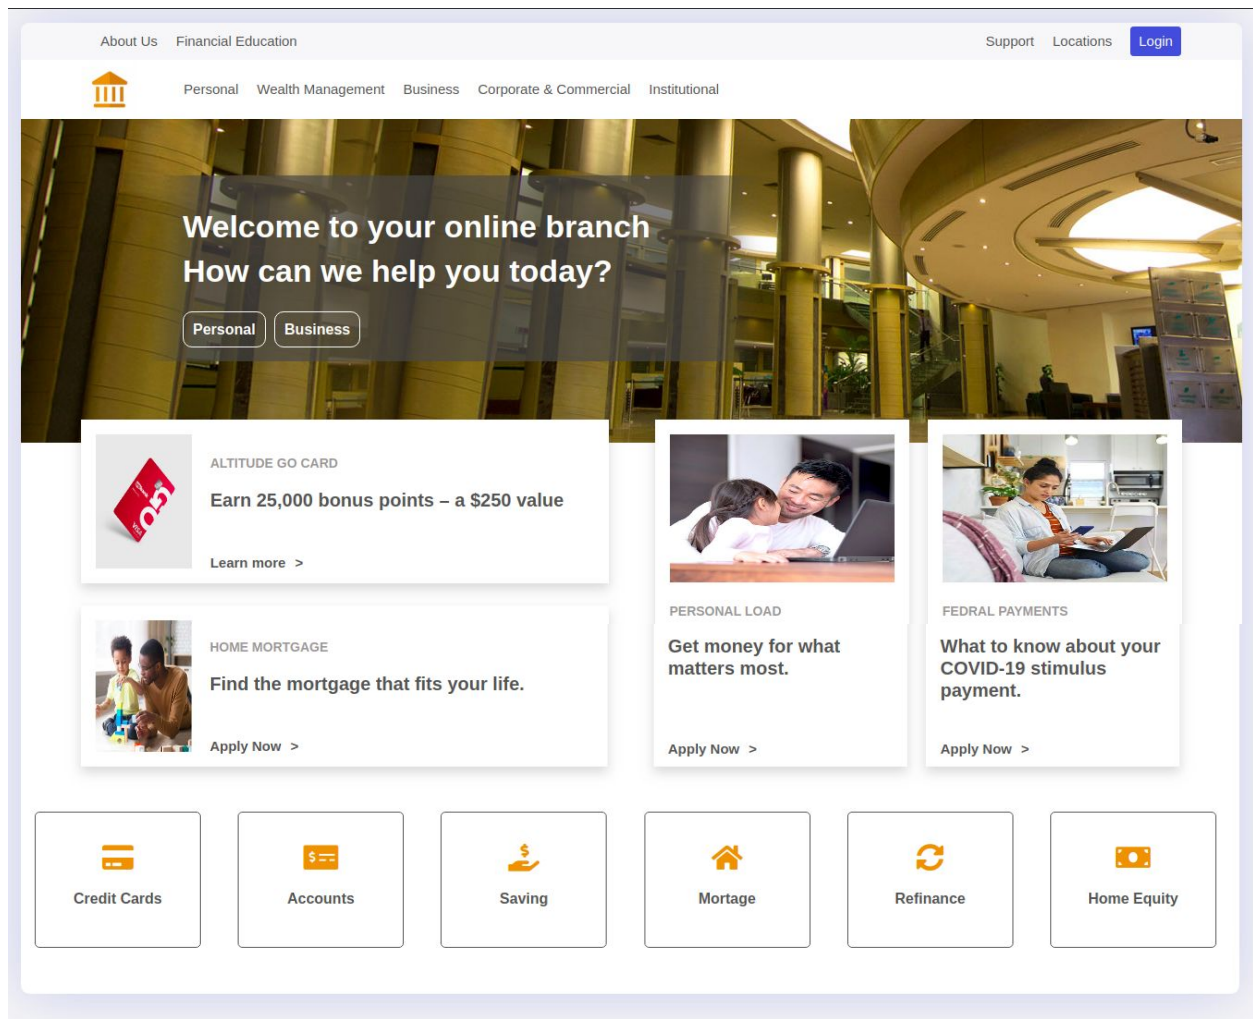 About Us Financial Education Support Locations Login
Personal Wealth Management Business Corporate & Commercial Institutional
Welcome to your online branch
How can we help you today?
Personal Business
ALTITUDE GO CARD
Earn 25,000 bonus points – a $250 value
Learn more >
GO
VISA
HOME MORTGAGE
Find the mortgage that fits your life.
Apply Now >
PERSONAL LOAD
Get money for what
matters most.
Apply Now >
FEDRAL PAYMENTS
What to know about your
COVID-19 stimulus
payment.
Apply Now >
Credit Cards Accounts Saving Mortage Refinance Home Equity